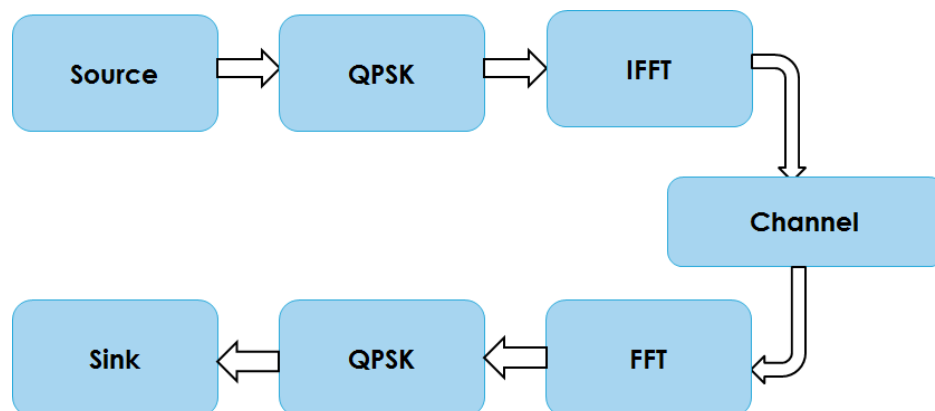 Source
QPSK
IFFT
Channel
FFT
QPSK
Sink